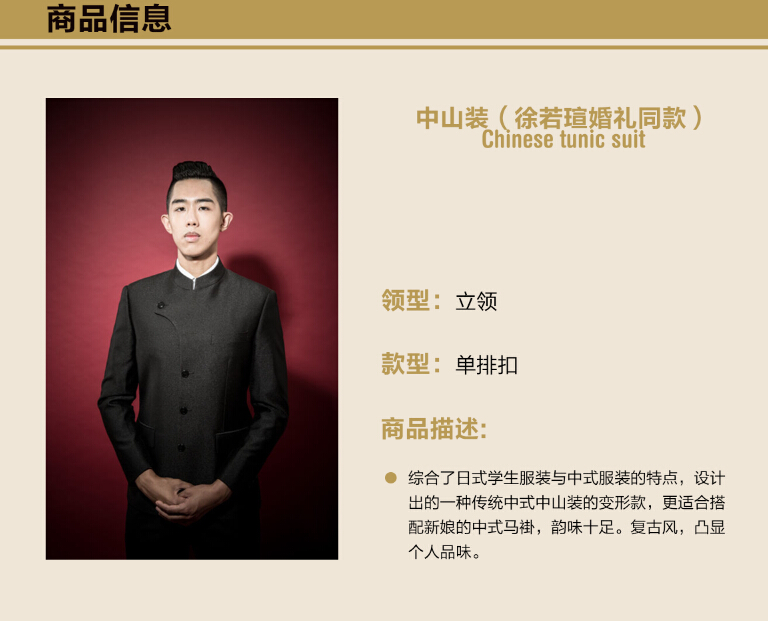 商品信息
中山装（徐若瑄婚礼同款）
Chinese tunic suit
领型：立领
款型：单排扣
商品描述:
综合了日式学生服装与中式服装的特点，设计
出的一种传统中式中山装的变形款，更适合搭
配新娘的中式马褂，韵味十足。复古风，凸显
个人品味。